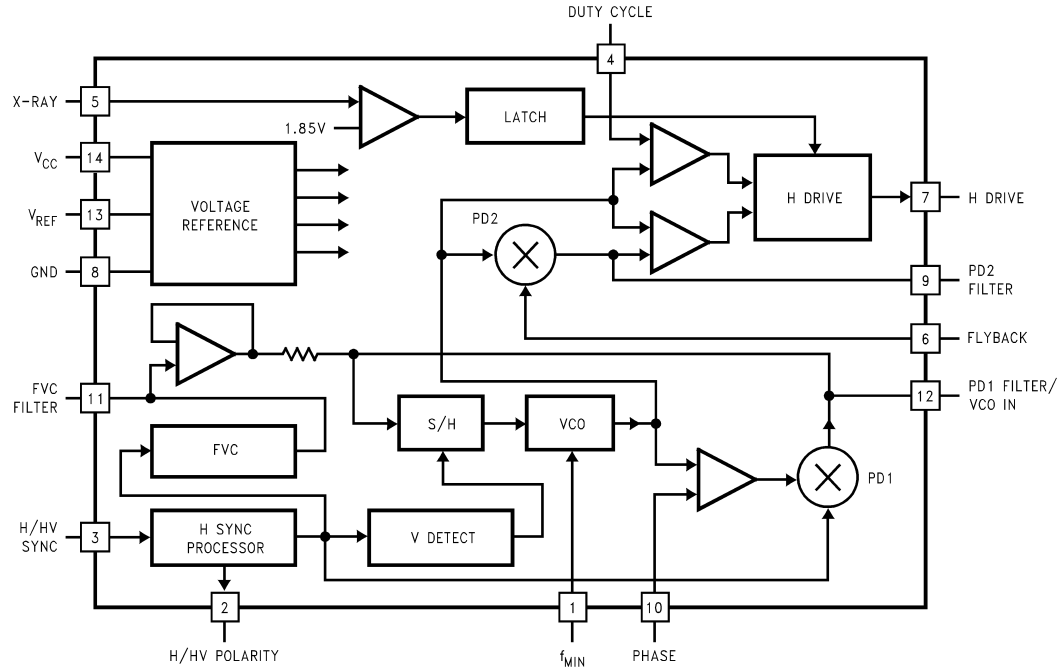 DUTY CYCLE
4
X-RAY
5
1.85V
LATCH
VCC
14
VOLTAGE
REFERENCE
VREF
13
GND
8
PD2
H DRIVE
7
H DRIVE
9
PD2
FILTER
6
FLYBACK
FVC
FILTER
11
12
PD1 FILTER/
VCO IN
S/H
VCO
FVC
PD1
H/HV
SYNC
3
H SYNC
PROCESSOR
V DETECT
2
1
10
H/HV POLARITY
fMIN
PHASE